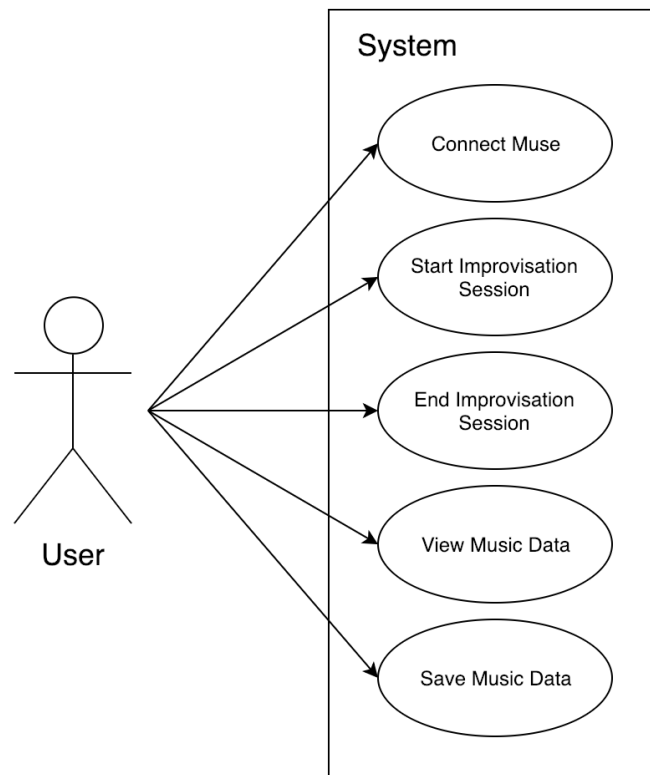 System
Connect Muse
Start Improvisation
Session
End Improvisation
Session
View Music Data
Save Music Data
User